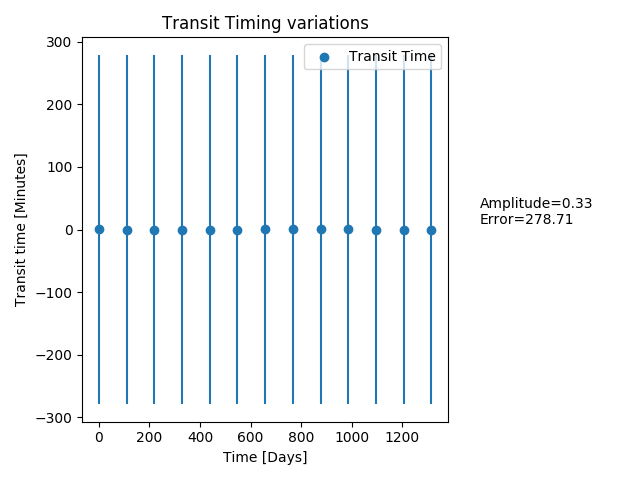 Transit Timing variations
Transit Time
300
200
100
0
−100
−200
−300
Transit time [Minutes]
Amplitude=0.33
Error=278.71
0 200 400 600 800 1000 1200
Time [Days]